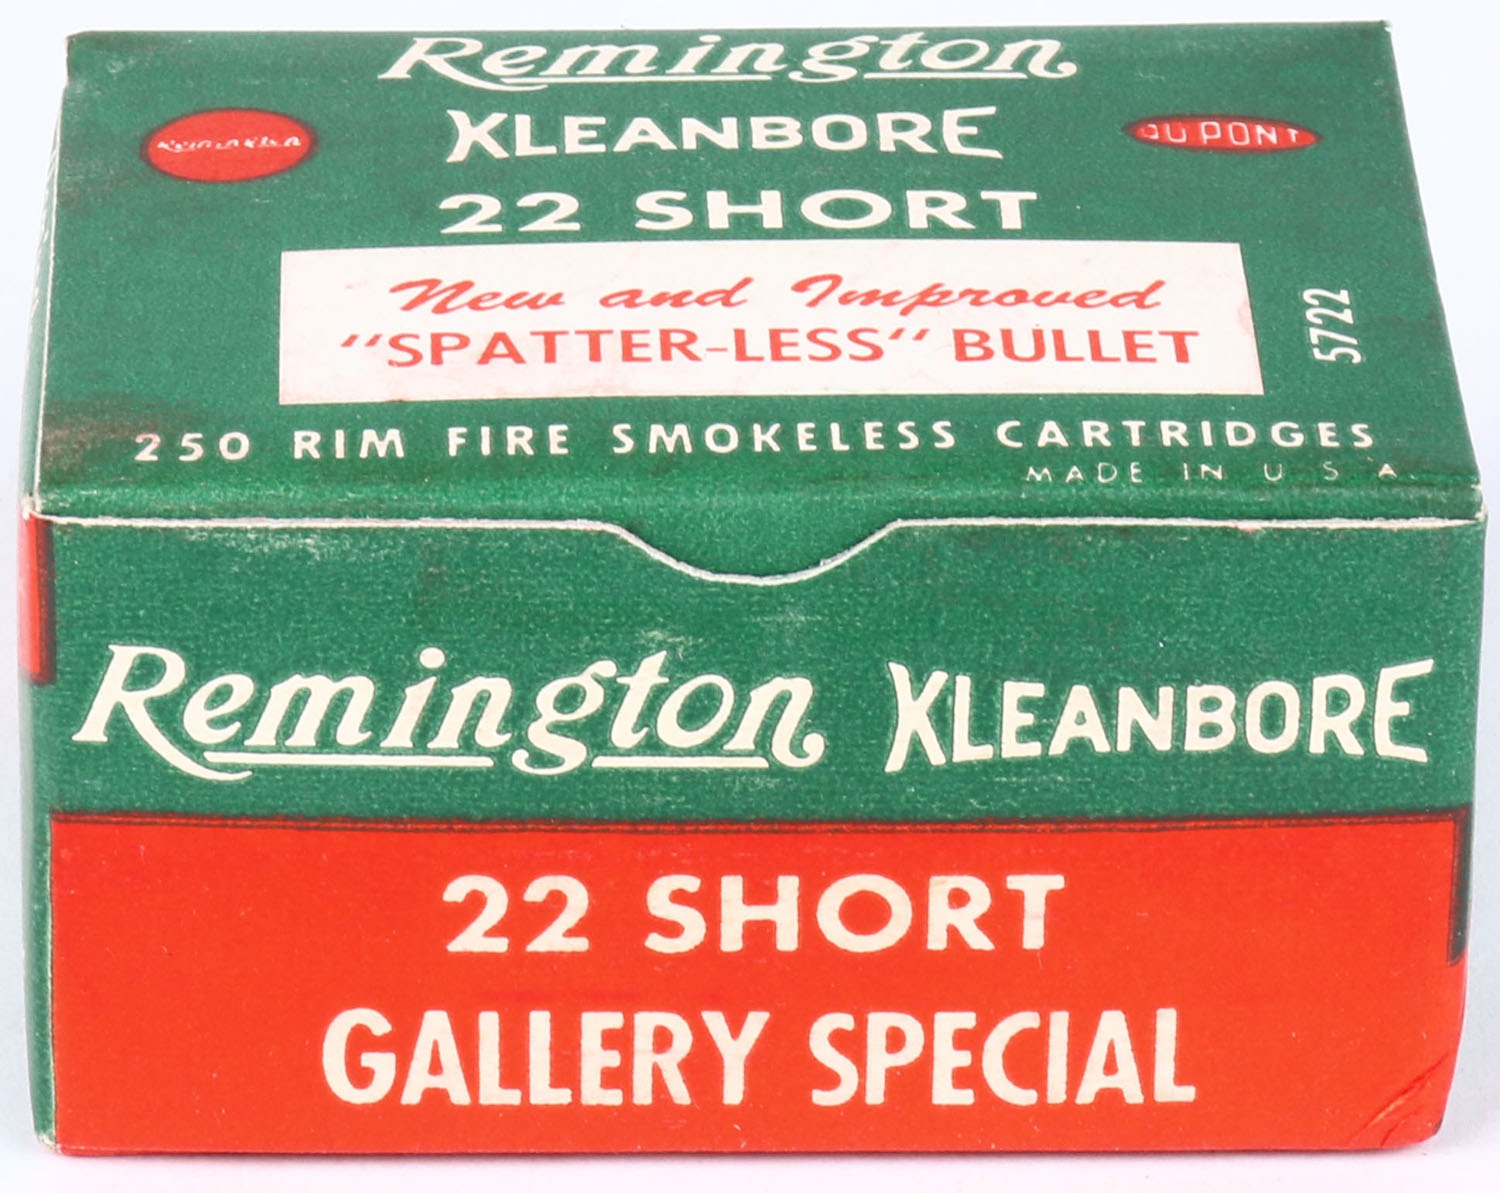 Remington
KLEANBORE
Remington
DU PONT
22 SHORT
New and Improved
"SPATTER-LESS" BULLET
5722
250 RIM FIRE SMOKELESS CARTRIDGES
MADE IN U S A.
Remington KLEANBORE
22 SHORT
GALLERY SPECIAL